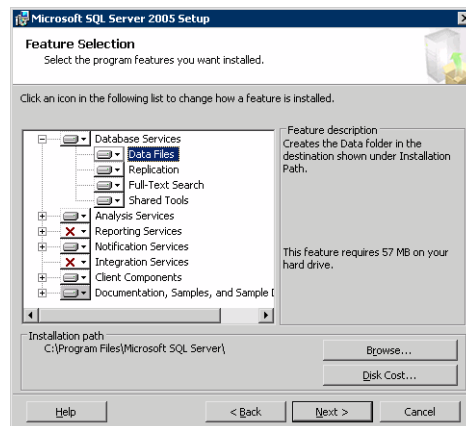 Microsoft SQL Server 2005 Setup
Feature Selection
Select the program features you want installed.
Click an icon in the following list to change how a feature is installed.
Database Services
Data Files
Replication
Full-Text Search
Shared Tools
Analysis Services
Reporting Services
Notification Services
Integration Services
Client Components
Documentation, Samples, and Sample D
Feature description
Creates the Data folder in the
destination shown under Installation
Path.
This feature requires 57 MB on your
hard drive.
Installation path
C:\Program Files\Microsoft SQL Server\
Browse...
Disk Cost...
Help
< Back
Next >
Cancel